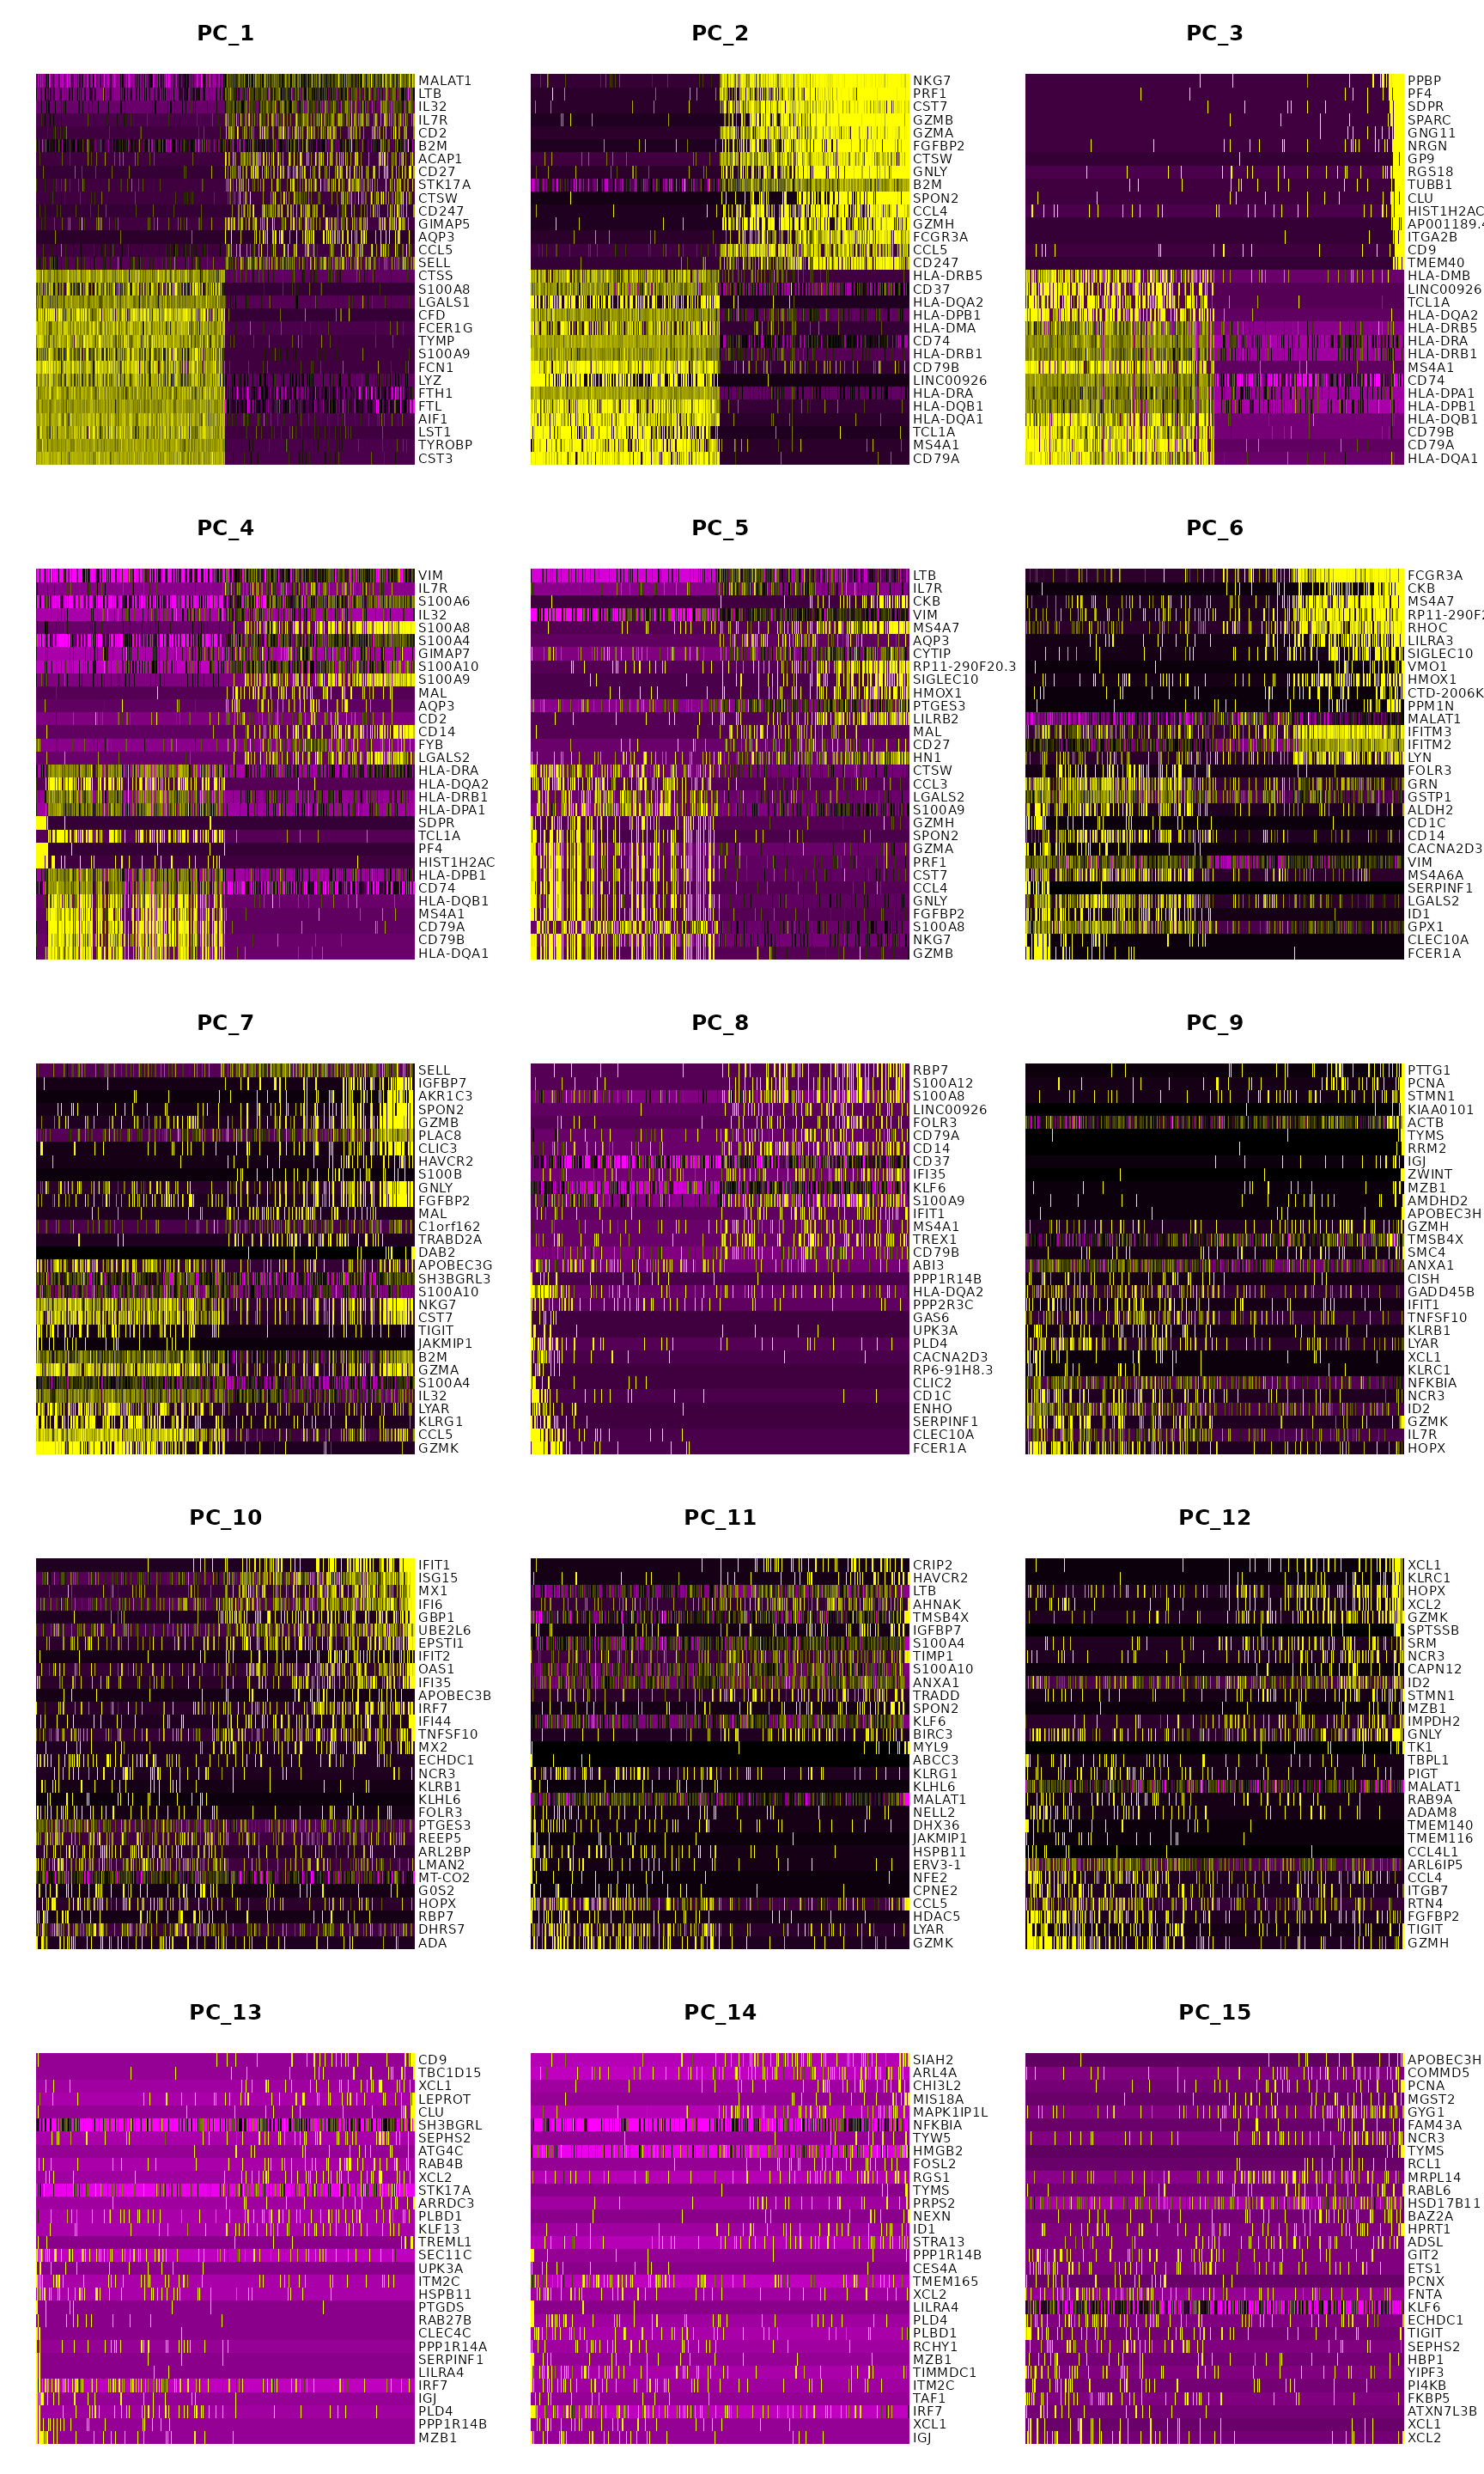 PC_1
MALAT1
LTB
IL32
IL7R
CD2
B2M
ACAP1
CD27
STK17A
CTSW
CD247
GIMAP5
AQP3
CCL5
SELL
CTSS
S100A8
LGALS1
CFD
FCER1G
TYMP
S100A9
FCN1
LYZ
FTH1
FTL
AIF1
LST1
TYROBP
CST3
PC_2
NKG7
PRF1
CST7
GZMB
GZMA
FGFBP2
CTSW
GNLY
B2M
SPON2
CCL4
GZMH
FCGR3A
CCL5
CD247
HLA-DRB5
CD37
HLA-DQA2
HLA-DPB1
HLA-DMA
CD74
HLA-DRB1
CD79B
LINC00926
HLA-DRA
HLA-DQB1
HLA-DQA1
TCL1A
MS4A1
CD79A
PC_3
PPBP
PF4
SDPR
SPARC
GNG11
NRGN
GP9
RGS18
TUBB1
CLU
HIST1H2AC
AP001189.4
ITGA2B
CD9
TMEM40
HLA-DMB
LINC00926
TCL1A
HLA-DQA2
HLA-DRB5
HLA-DRA
HLA-DRB1
MS4A1
CD74
HLA-DPA1
HLA-DPB1
HLA-DQB1
CD79B
CD79A
HLA-DQA1
PC_4
VIM
IL7R
S100A6
IL32
S100A8
S100A4
GIMAP7
S100A10
S100A9
MAL
AQP3
CD2
CD14
FYB
LGALS2
HLA-DRA
HLA-DQA2
HLA-DRB1
HLA-DPA1
SDPR
TCL1A
PF4
HIST1H2AC
HLA-DPB1
CD74
HLA-DQB1
MS4A1
CD79A
CD79B
HLA-DQA1
PC_5
LTB
IL7R
CKB
VIM
MS4A7
AQP3
CYTIP
RP11-290F20.3
SIGLEC10
HMOX1
PTGES3
LILRB2
MAL
CD27
HN1
CTSW
CCL3
LGALS2
S100A9
GZMH
SPON2
GZMA
PRF1
CST7
CCL4
GNLY
FGFBP2
S100A8
NKG7
GZMB
PC_6
FCGR3A
CKB
MS4A7
RP11-290F2
RHOC
LILRA3
SIGLEC10
VMO1
HMOX1
CTD-2006K
PPM1N
MALAT1
IFITM3
IFITM2
LYN
FOLR3
GRN
GSTP1
ALDH2
CD1C
CD14
CACNA2D3
VIM
MS4A6A
SERPINF1
LGALS2
ID1
GPX1
CLEC10A
FCER1A
PC_7
SELL
IGFBP7
AKR1C3
SPON2
GZMB
PLAC8
CLIC3
HAVCR2
S100B
GNLY
FGFBP2
MAL
C1orf162
TRABD2A
DAB2
APOBEC3G
SH3BGRL3
S100A10
NKG7
CST7
TIGIT
JAKMIP1
B2M
GZMA
S100A4
IL32
LYAR
KLRG1
CCL5
GZMK
PC_8
RBP7
S100A12
S100A8
LINC00926
FOLR3
CD79A
CD14
CD37
IFI35
KLF6
S100A9
IFIT1
MS4A1
TREX1
CD79B
ABI3
PPP1R14B
HLA-DQA2
PPP2R3C
GAS6
UPK3A
PLD4
CACNA2D3
RP6-91H8.3
CLIC2
CD1C
ENHO
SERPINF1
CLEC10A
FCER1A
PC_9
PTTG1
PCNA
STMN1
KIAA0101
ACTB
TYMS
RRM2
IGJ
ZWINT
MZB1
AMDHD2
APOBEC3H
GZMH
TMSB4X
SMC4
ANXA1
CISH
GADD45B
IFIT1
TNFSF10
KLRB1
LYAR
XCL1
KLRC1
NFKBIA
NCR3
ID2
GZMK
IL7R
HOPX
PC_10
IFIT1
ISG15
MX1
IFI6
GBP1
UBE2L6
EPSTI1
IFIT2
OAS1
IFI35
APOBEC3B
IRF7
IFI44
TNFSF10
MX2
ECHDC1
NCR3
KLRB1
KLHL6
FOLR3
PTGES3
REEP5
ARL2BP
LMAN2
MT-CO2
G0S2
HOPX
RBP7
DHRS7
ADA
PC_11
CRIP2
HAVCR2
LTB
AHNAK
TMSB4X
IGFBP7
S100A4
TIMP1
S100A10
ANXA1
TRADD
SPON2
KLF6
BIRC3
MYL9
ABCC3
KLRG1
KLHL6
MALAT1
NELL2
DHX36
JAKMIP1
HSPB11
ERV3-1
NFE2
CPNE2
CCL5
HDAC5
LYAR
GZMK
PC_12
XCL1
KLRC1
HOPX
XCL2
GZMK
SPTSSB
SRM
NCR3
CAPN12
ID2
STMN1
MZB1
IMPDH2
GNLY
TK1
TBPL1
PIGT
MALAT1
RAB9A
ADAM8
TMEM140
TMEM116
CCL4L1
ARL6IP5
CCL4
ITGB7
RTN4
FGFBP2
TIGIT
GZMH
PC_13
CD9
TBC1D15
XCL1
LEPROT
CLU
SH3BGRL
SEPHS2
ATG4C
RAB4B
XCL2
STK17A
ARRDC3
PLBD1
KLF13
TREML1
SEC11C
UPK3A
ITM2C
HSPB11
PTGDS
RAB27B
CLEC4C
PPP1R14A
SERPINF1
LILRA4
IRF7
IGJ
PLD4
PPP1R14B
MZB1
PC_14
SIAH2
ARL4A
CHI3L2
MIS18A
MAPK1IP1L
NFKBIA
TYW5
HMGB2
FOSL2
RGS1
TYMS
PRPS2
NEXN
ID1
STRA13
PPP1R14B
CES4A
TMEM165
XCL2
LILRA4
PLD4
PLBD1
RCHY1
MZB1
TIMMDC1
ITM2C
TAF1
IRF7
XCL1
IGJ
PC_15
APOBEC3H
COMMD5
PCNA
MGST2
GYG1
FAM43A
NCR3
TYMS
RCL1
MRPL14
RABL6
HSD17B11
BAZ2A
HPRT1
ADSL
GIT2
ETS1
PCNX
FNTA
KLF6
ECHDC1
TIGIT
SEPHS2
HBP1
YIPF3
PI4KB
FKBP5
ATXN7L3B
XCL1
XCL2